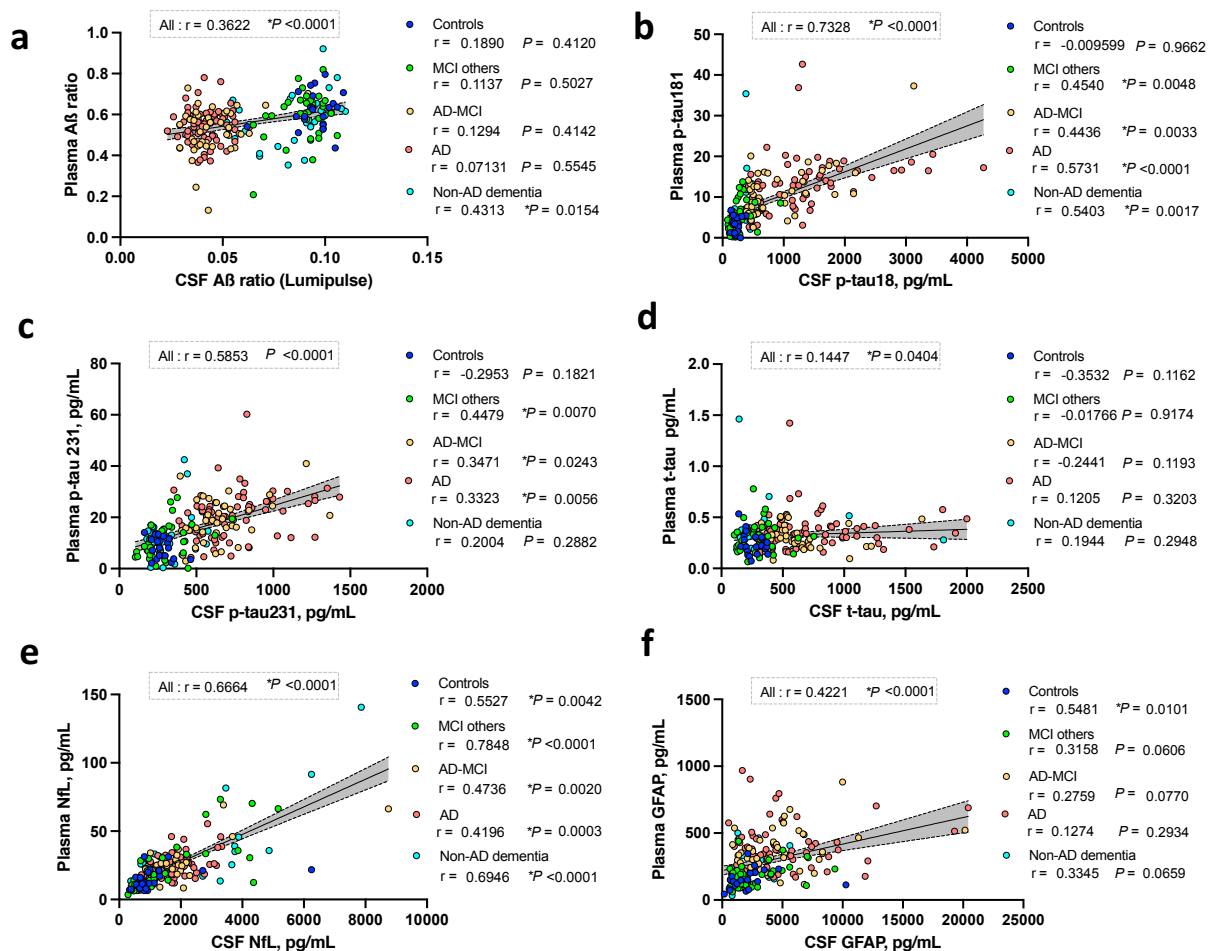 a
All : r = 0.3622 *P <0.0001
Plasma Aß ratio
1.0
0.8
0.6
0.4
0.2
0.0
0.00 0.05 0.10 0.15
CSF Aß ratio (Lumipulse)
Controls
r = 0.1890 P = 0.4120
MCI others
r = 0.1137 P = 0.5027
AD-MCI
r = 0.1294 P = 0.4142
AD
r = 0.07131 P = 0.5545
Non-AD dementia
r = 0.4313 *P = 0.0154
b
All : r = 0.7328 *P <0.0001
Plasma p-tau181
50
40
30
20
10
0
0 1000 2000 3000 4000 5000
CSF p-tau18, pg/mL
Controls
r = -0.009599 P = 0.9662
MCI others
r = 0.4540 *P = 0.0048
AD-MCI
r = 0.4436 *P = 0.0033
AD
r = 0.5731 *P <0.0001
Non-AD dementia
r = 0.5403 *P = 0.0017
c
All : r = 0.5853 P <0.0001
Plasma p-tau 231, pg/mL
80
60
40
20
0
0 500 1000 1500 2000
CSF p-tau231, pg/mL
Controls
r = -0.2953 P = 0.1821
MCI others
r = 0.4479 *P = 0.0070
AD-MCI
r = 0.3471 *P = 0.0243
AD
r = 0.3323 *P = 0.0056
Non-AD dementia
r = 0.2004 P = 0.2882
d
All : r = 0.1447 *P = 0.0404
Plasma t-tau pg/mL
2.0
1.5
1.0
0.5
0.0
0 500 1000 1500 2000 2500
CSF t-tau, pg/mL
Controls
r = -0.3532 P = 0.1162
MCI others
r = -0.01766 P = 0.9174
AD-MCI
r = -0.2441 P = 0.1193
AD
r = 0.1205 P = 0.3203
Non-AD dementia
r = 0.1944 P = 0.2948
e
All : r = 0.6664 *P <0.0001
Plasma NfL, pg/mL
150
100
50
0
0 2000 4000 6000 8000 10000
CSF NfL, pg/mL
Controls
r = 0.5527 *P = 0.0042
MCI others
r = 0.7848 *P <0.0001
AD-MCI
r = 0.4736 *P = 0.0020
AD
r = 0.4196 *P = 0.0003
Non-AD dementia
r = 0.6946 *P <0.0001
f
All : r = 0.4221 *P <0.0001
Plasma GFAP, pg/mL
1500
1000
500
0
0 5000 10000 15000 20000 25000
CSF GFAP, pg/mL
Controls
r = 0.5481 *P = 0.0101
MCI others
r = 0.3158 P = 0.0606
AD-MCI
r = 0.2759 P = 0.0770
AD
r = 0.1274 P = 0.2934
Non-AD dementia
r = 0.3345 P = 0.0659